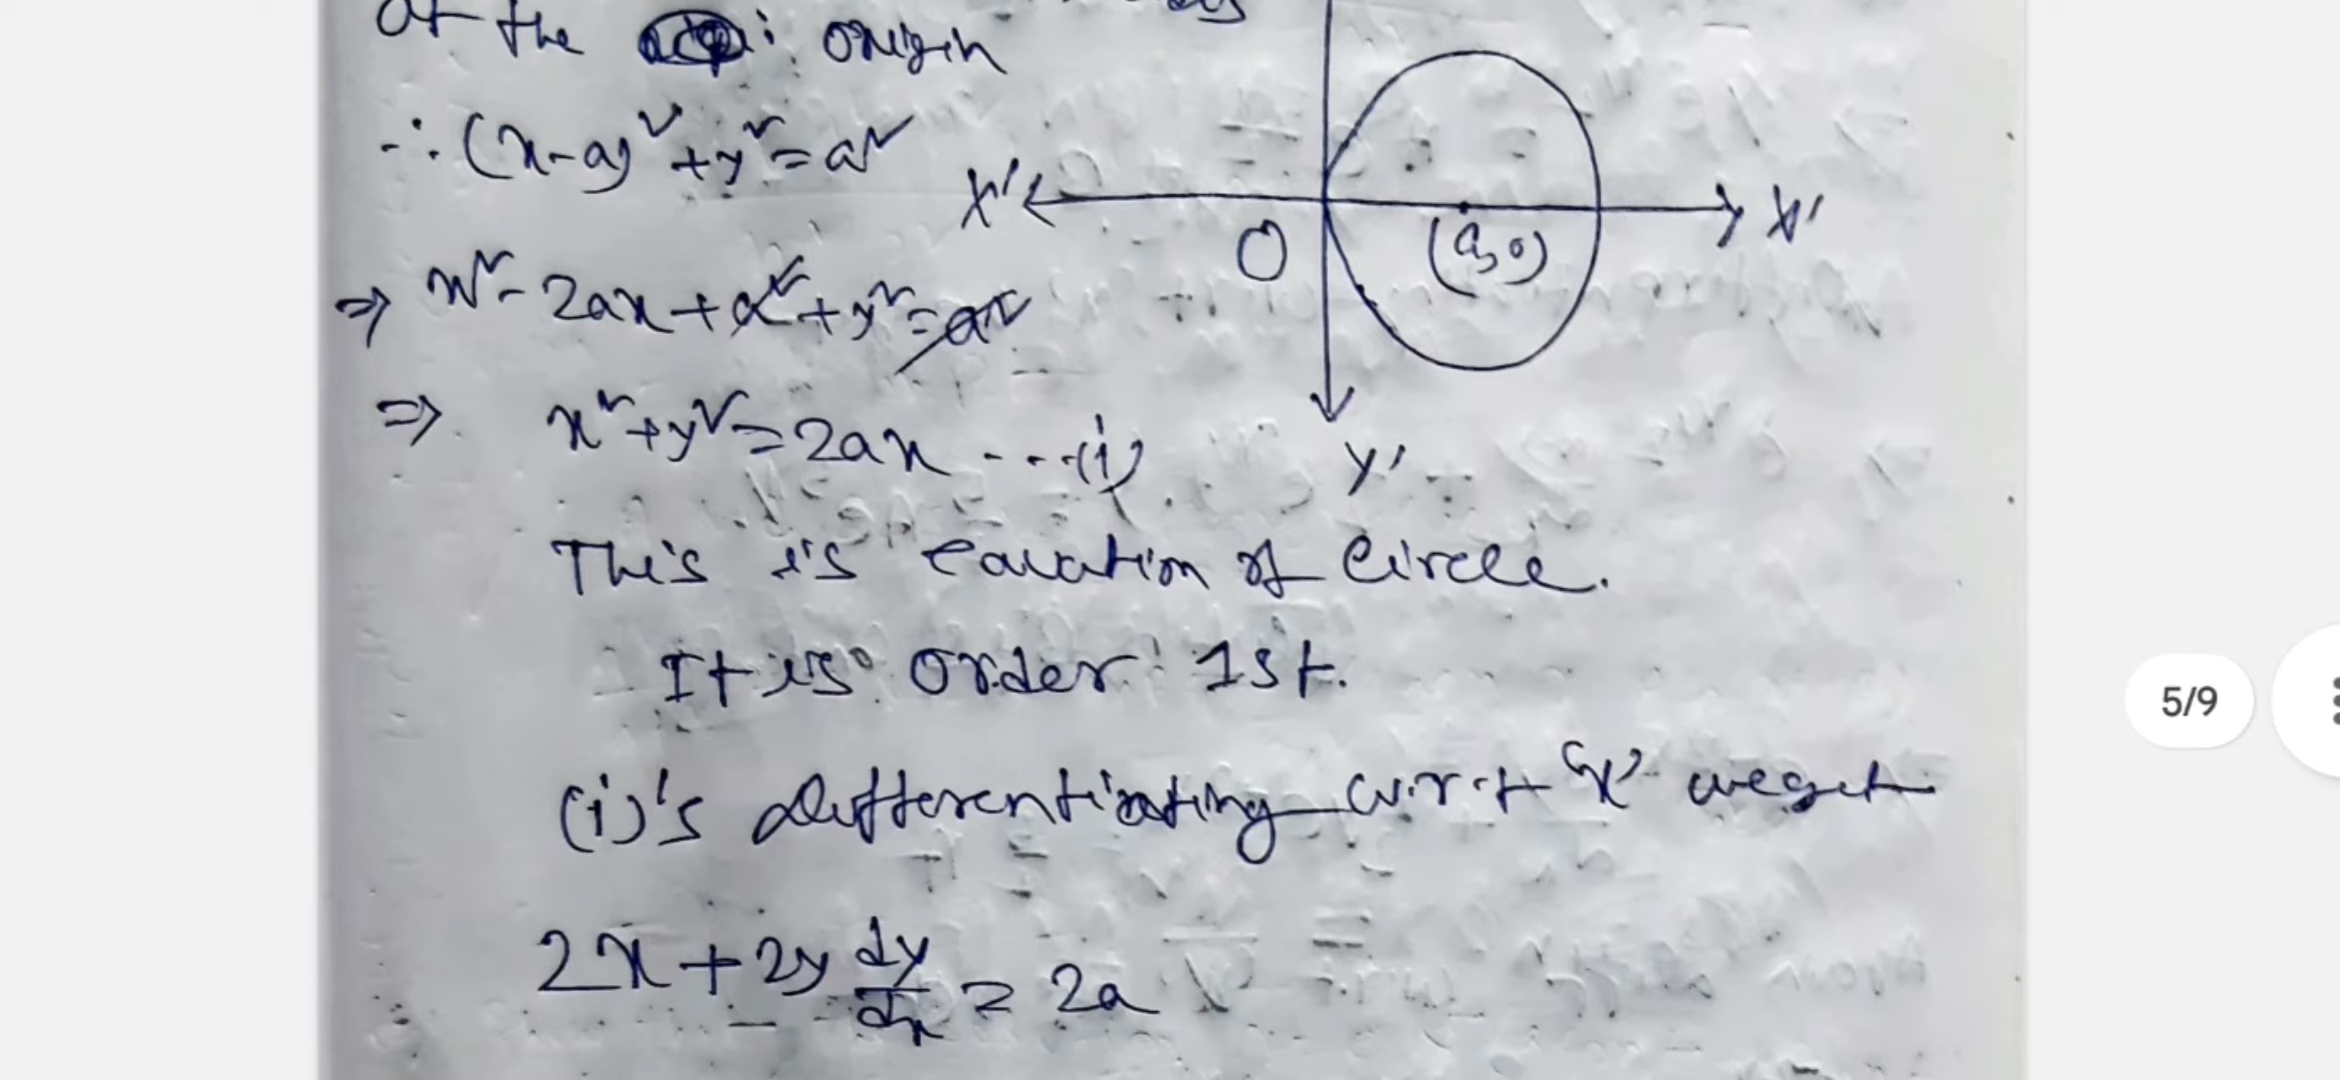 of the origin
∴ (x-a)² + y² = a²
X'
X'
O
(a,0)
⇒ x² - 2ax + a² + y² = a²
⇒ x² + y² = 2ax ---(i)
Y'
This is equation of Circle.
It is order 1st.
(i)'s differentiating w.r.t 'x' we get
2x + 2y dy/dx = 2a
5/9